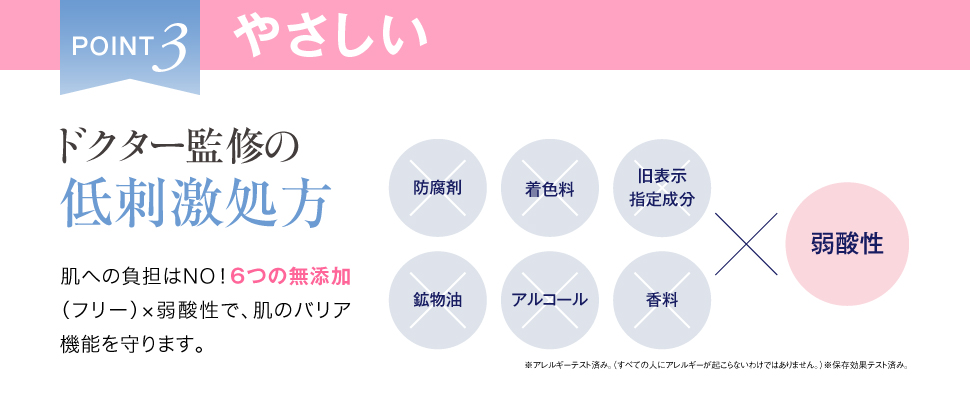 POINT 3
やさしい
ドクター監修の
低刺激処方
肌への負担はNO!6つの無添加
(フリー)×弱酸性で、肌のバリア
機能を守ります。
防腐剤
着色料
旧表示
指定成分
鉱物油
アルコール
香料
弱酸性
※アレルギーテスト済み。(すべての人にアレルギーが起こらないわけではありません。)※保存効果テスト済み。